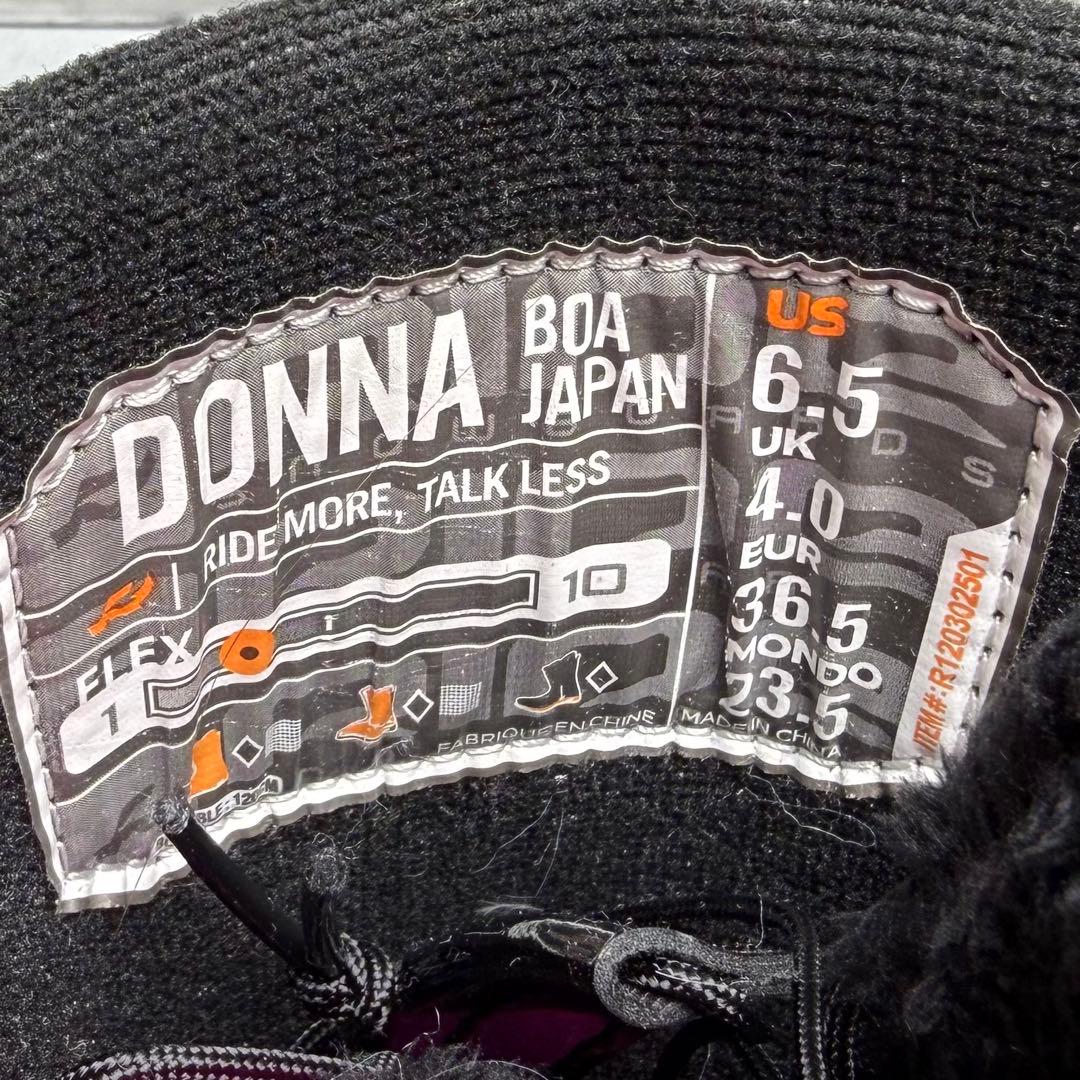 DONNA BOA
JAPAN
RIDE MORE, TALK LESS
FLEX
1
10
FABRIQUE EN CHINE / MADE IN CHINA
US
6.5
UK
4.0
EUR
36.5
MONDO
23.5
ITEM#:R120302501